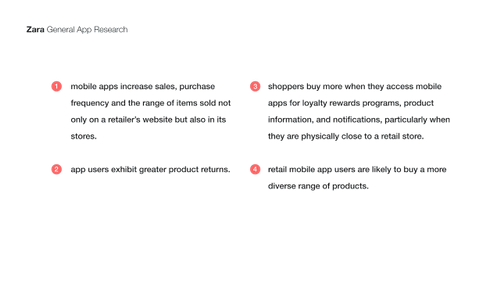 Zara General App Research
1 mobile apps increase sales, purchase
frequency and the range of items sold not
only on a retailer's website but also in its
stores.
2 app users exhibit greater product returns.
3 shoppers buy more when they access mobile
apps for loyalty rewards programs, product
information, and notifications, particularly when
they are physically close to a retail store.
4 retail mobile app users are likely to buy a more
diverse range of products.